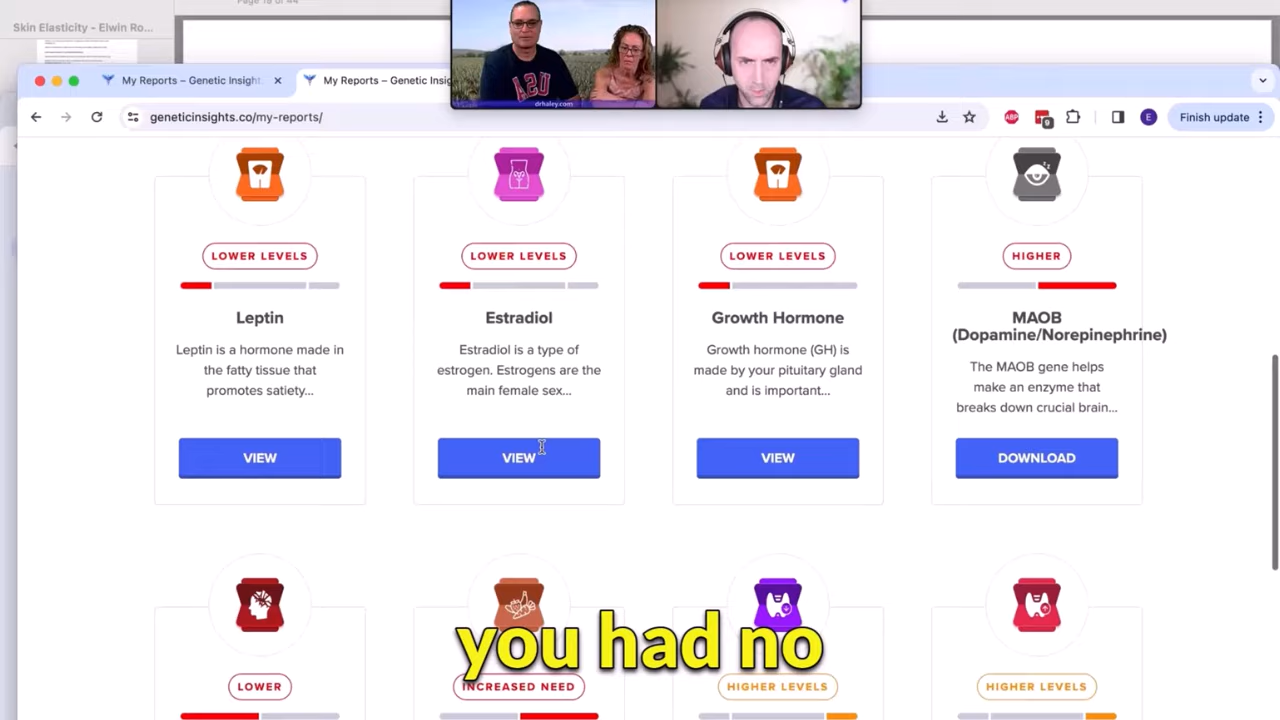 Page 18 of 44
Skin Elasticity - Elwin Ro...
My Reports – Genetic Insight
My Reports – Genetic Insig
USA
drhaley.com
geneticinsights.co/my-reports/
ABP
9
E
Finish update
LOWER LEVELS
Leptin
Leptin is a hormone made in
the fatty tissue that
promotes satiety...
VIEW
LOWER LEVELS
Estradiol
Estradiol is a type of
estrogen. Estrogens are the
main female sex...
VIEW
LOWER LEVELS
Growth Hormone
Growth hormone (GH) is
made by your pituitary gland
and is important...
VIEW
HIGHER
MAOB
(Dopamine/Norepinephrine)
The MAOB gene helps
make an enzyme that
breaks down crucial brain...
DOWNLOAD
you had no
LOWER
INCREASED NEED
HIGHER LEVELS
HIGHER LEVELS